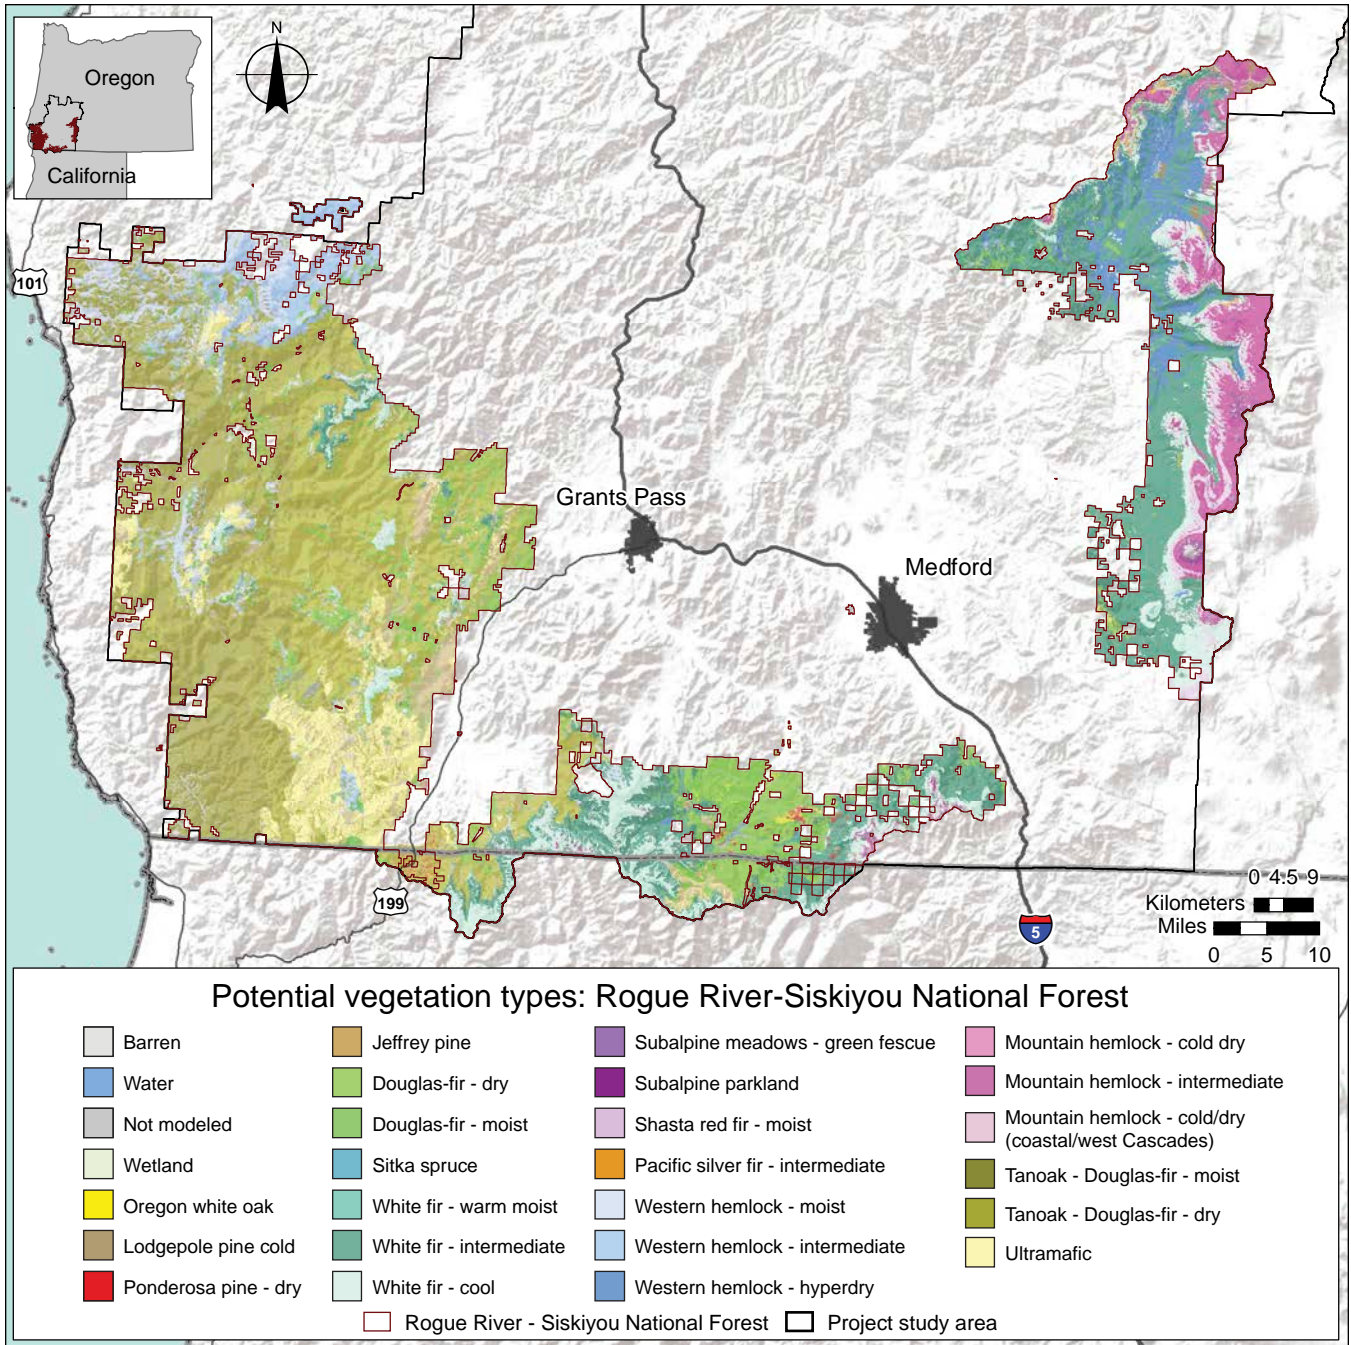 Oregon
California
N
101
Grants Pass
Medford
199
5
0 4.5 9
Kilometers
Miles
0 5 10
Potential vegetation types: Rogue River-Siskiyou National Forest
Barren
Water
Not modeled
Wetland
Oregon white oak
Lodgepole pine cold
Ponderosa pine - dry
Jeffrey pine
Douglas-fir - dry
Douglas-fir - moist
Sitka spruce
White fir - warm moist
White fir - intermediate
White fir - cool
Subalpine meadows - green fescue
Subalpine parkland
Shasta red fir - moist
Pacific silver fir - intermediate
Western hemlock - moist
Western hemlock - intermediate
Western hemlock - hyperdry
Mountain hemlock - cold dry
Mountain hemlock - intermediate
Mountain hemlock - cold/dry
(coastal/west Cascades)
Tanoak - Douglas-fir - moist
Tanoak - Douglas-fir - dry
Ultramafic
Rogue River - Siskiyou National Forest
Project study area